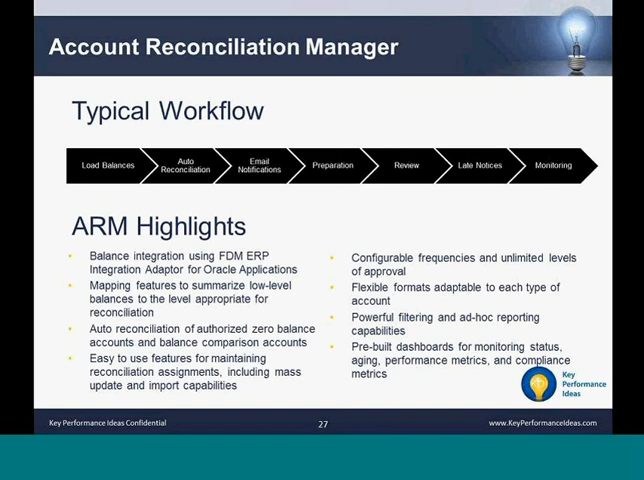 Account Reconciliation Manager
Typical Workflow
Load Balances
Auto
Reconciliation
Email
Notifications
Preparation
Review
Late Notices
Monitoring
ARM Highlights
Balance integration using FDM ERP
Integration Adaptor for Oracle Applications
Mapping features to summarize low-level
balances to the level appropriate for
reconciliation
Auto reconciliation of authorized zero balance
accounts and balance comparison accounts
Easy to use features for maintaining
reconciliation assignments, including mass
update and import capabilities
Configurable frequencies and unlimited levels
of approval
Flexible formats adaptable to each type of
account
Powerful filtering and ad-hoc reporting
capabilities
Pre-built dashboards for monitoring status,
aging, performance metrics, and compliance
metrics
Key
Performance
Ideas
Key Performance Ideas Confidential
27
www.KeyPerformanceIdeas.com